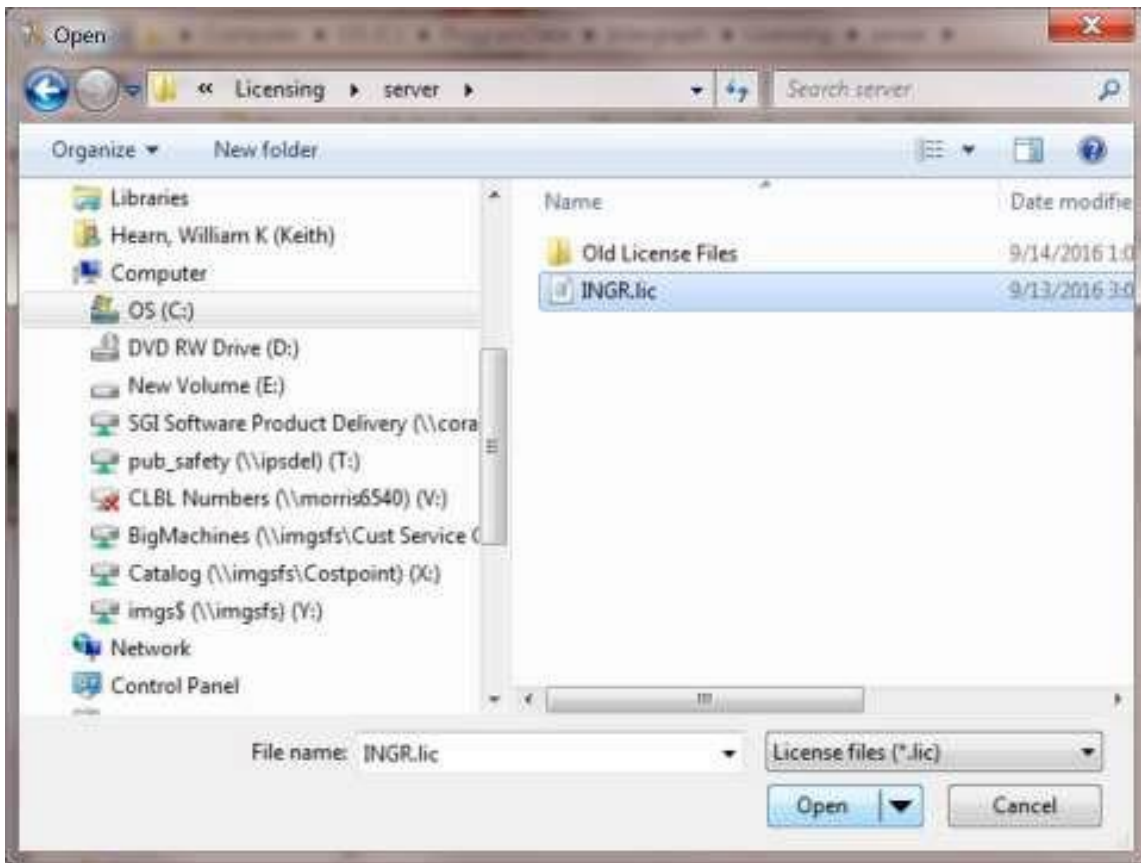 Open
« Licensing ▸ server ▸
Search server
Organize ▾ New folder
Libraries
Hearn, William K (Keith)
Computer
OS (C:)
DVD RW Drive (D:)
New Volume (E:)
SGI Software Product Delivery (\\cora
pub_safety (\\ipsdel) (T:)
CLBL Numbers (\\morris6540) (V:)
BigMachines (\\imgsfs\Cust Service
Catalog (\\imgsfs\Costpoint) (X:)
imgs$ (\\imgsfs) (Y:)
Network
Control Panel
Name Date modifie
Old License Files 9/14/2016 1:0
INGR.lic 9/13/2016 3:0
File name: INGR.lic
License files (*.lic)
Open Cancel